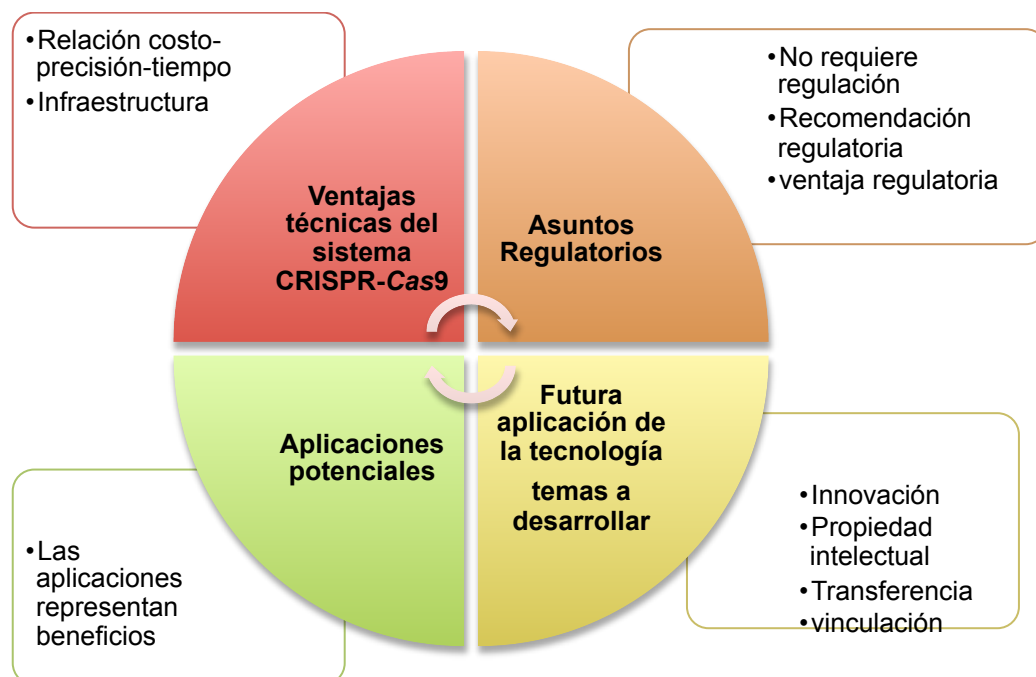 •Relación costo-
precisión-tiempo
•Infraestructura
Ventajas
técnicas del
sistema
CRISPR-Cas9
•No requiere
regulación
•Recomendación
regulatoria
•ventaja regulatoria
Asuntos
Regulatorios
Aplicaciones
potenciales
•Las
aplicaciones
representan
beneficios
Futura
aplicación de
la tecnología
temas a
desarrollar
•Innovación
•Propiedad
intelectual
•Transferencia
•vinculación